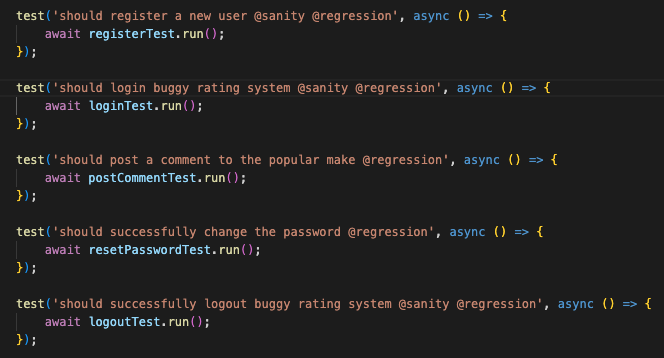 test('should register a new user @sanity @regression', async () => {
    await registerTest.run();
});
test('should login buggy rating system @sanity @regression', async () => {
    await loginTest.run();
});
test('should post a comment to the popular make @regression', async () => {
    await postCommentTest.run();
});
test('should successfully change the password @regression', async () => {
    await resetPasswordTest.run();
});
test('should successfully logout buggy rating system @sanity @regression', async () => {
    await logoutTest.run();
});